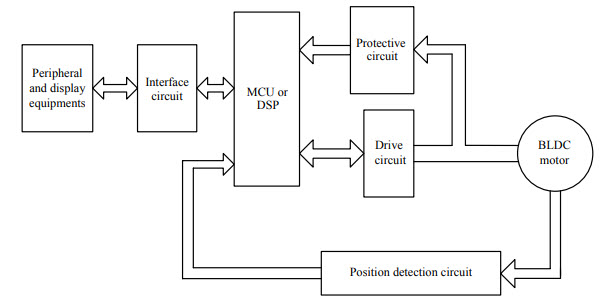 Peripheral
and display
equipments
Interface
circuit
MCU or
DSP
Protective
circuit
Drive
circuit
BLDC
motor
Position detection circuit